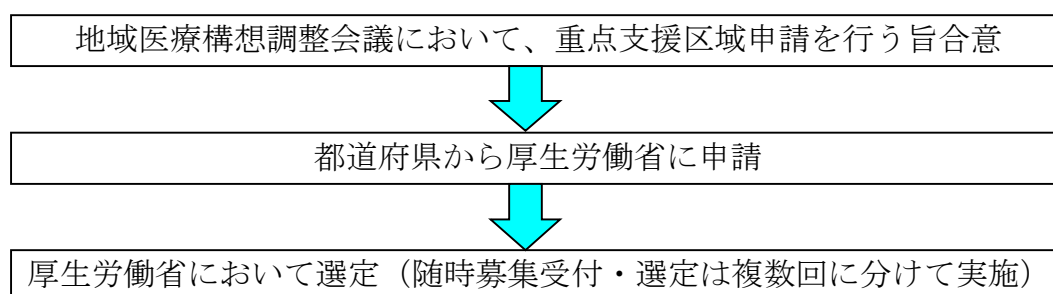 地域医療構想調整会議において、重点支援区域申請を行う旨合意
都道府県から厚生労働省に申請
厚生労働省において選定（随時募集受付・選定は複数回に分けて実施）